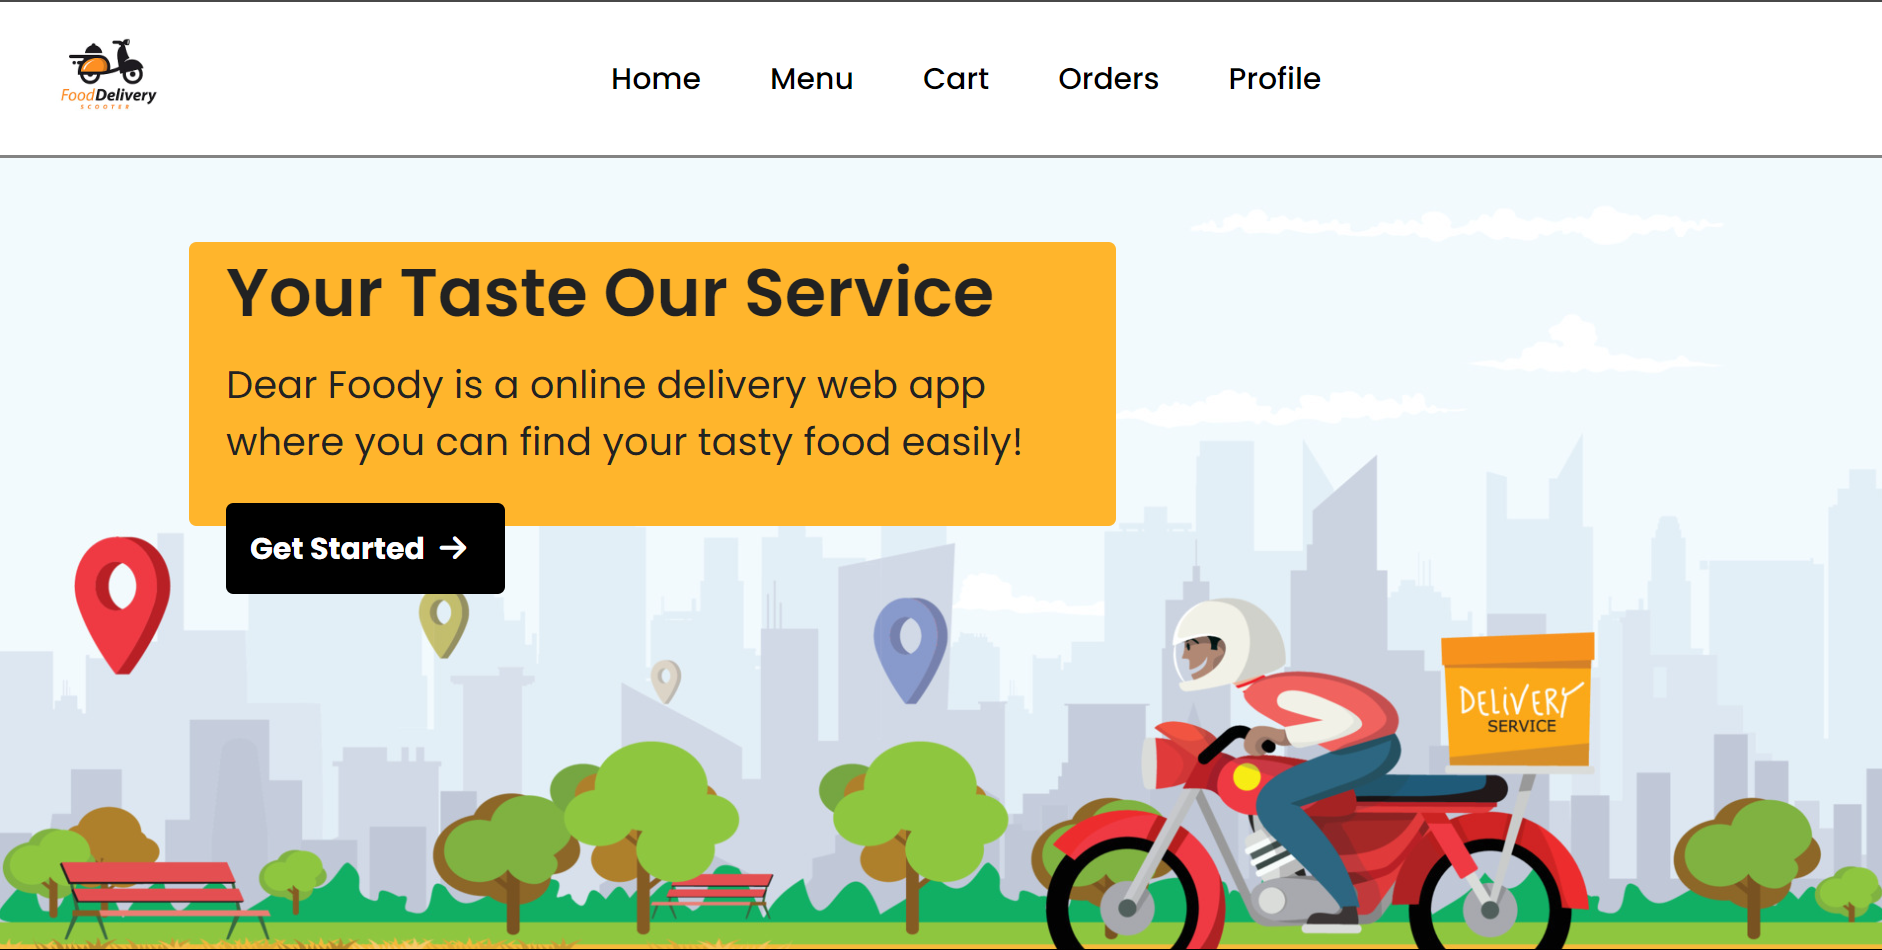 FoodDelivery
SCOOTER
Home Menu Cart Orders Profile
Your Taste Our Service
Dear Foody is a online delivery web app
where you can find your tasty food easily!
Get Started
DELiVERY
SERVICE